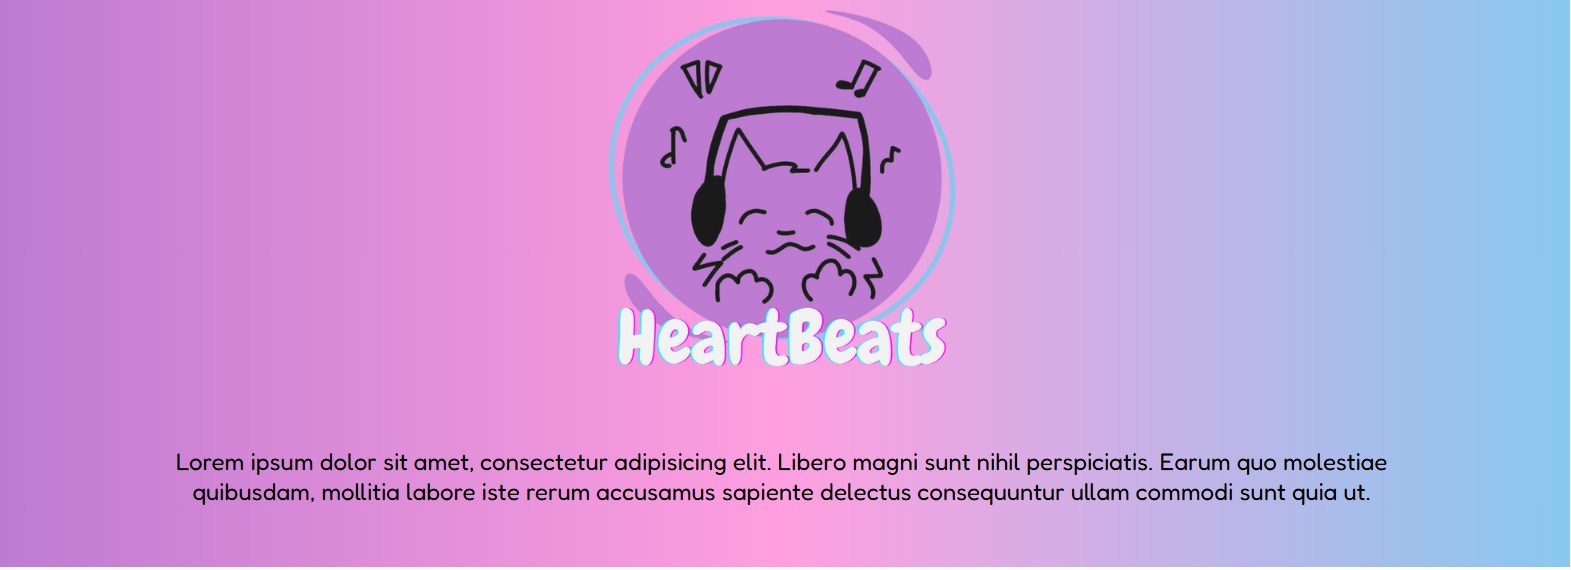 HeartBeats
Lorem ipsum dolor sit amet, consectetur adipisicing elit. Libero magni sunt nihil perspiciatis. Earum quo molestiae
quibusdam, mollitia labore iste rerum accusamus sapiente delectus consequuntur ullam commodi sunt quia ut.